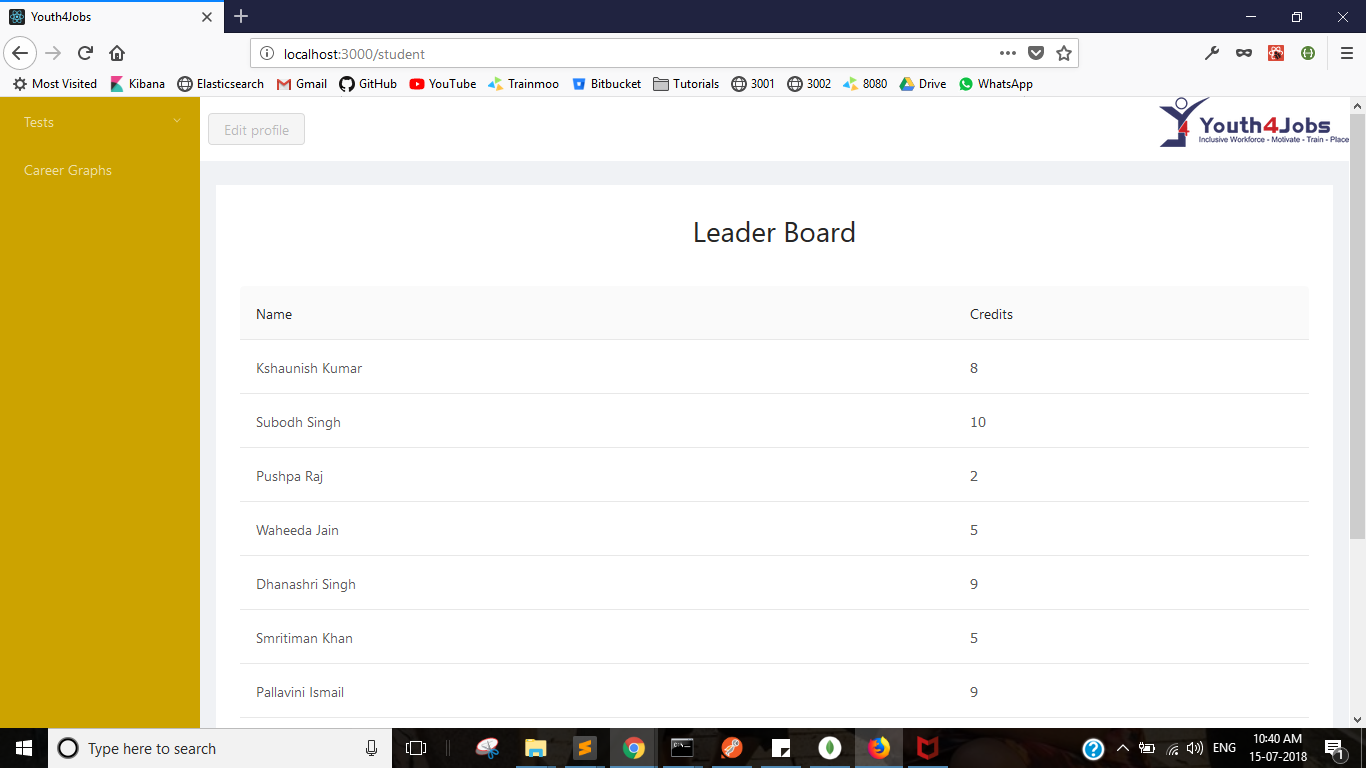 Youth4Jobs
localhost:3000/student
Most Visited Kibana Elasticsearch Gmail GitHub YouTube Trainmoo Bitbucket Tutorials 3001 3002 8080 Drive WhatsApp
Tests
Career Graphs
Edit profile
Youth4Jobs
Inclusive Workforce - Motivate - Train - Place
Leader Board
Name Credits
Kshaunish Kumar 8
Subodh Singh 10
Pushpa Raj 2
Waheeda Jain 5
Dhanashri Singh 9
Smritiman Khan 5
Pallavini Ismail 9
Type here to search
ENG
10:40 AM
15-07-2018
1